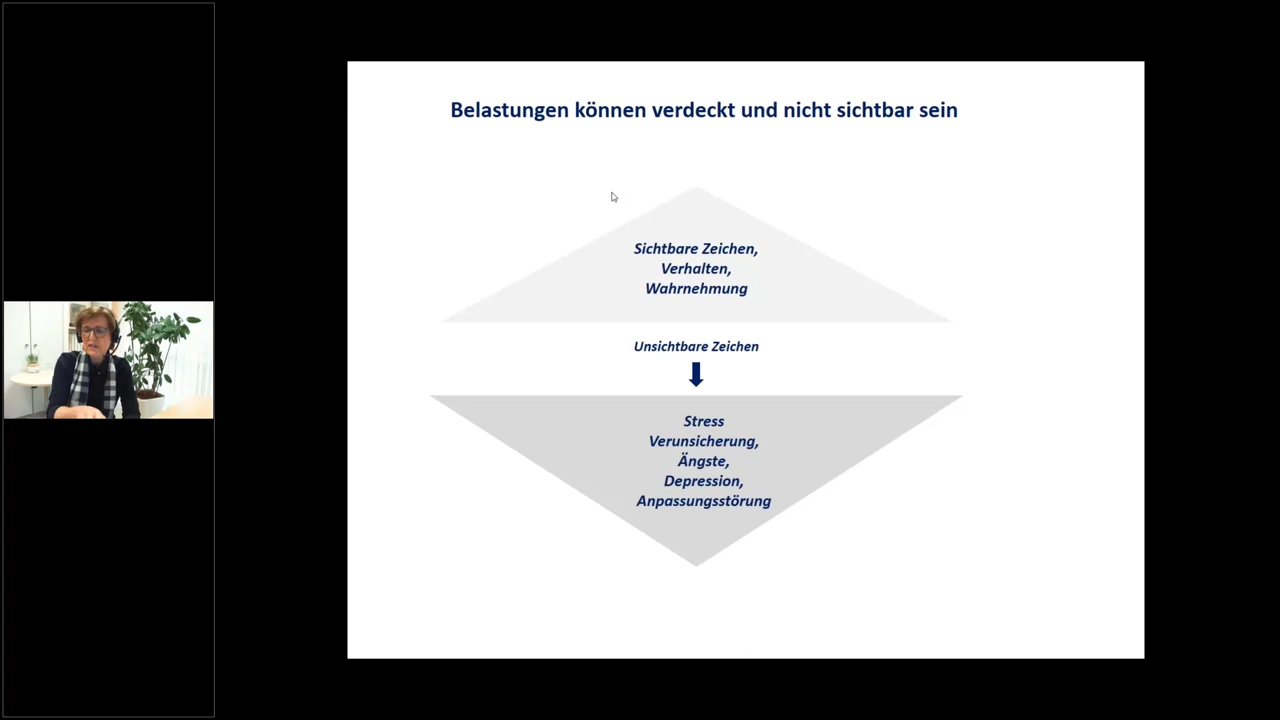 Belastungen können verdeckt und nicht sichtbar sein
Sichtbare Zeichen,
Verhalten,
Wahrnehmung
Unsichtbare Zeichen
Stress
Verunsicherung,
Ängste,
Depression,
Anpassungsstörung